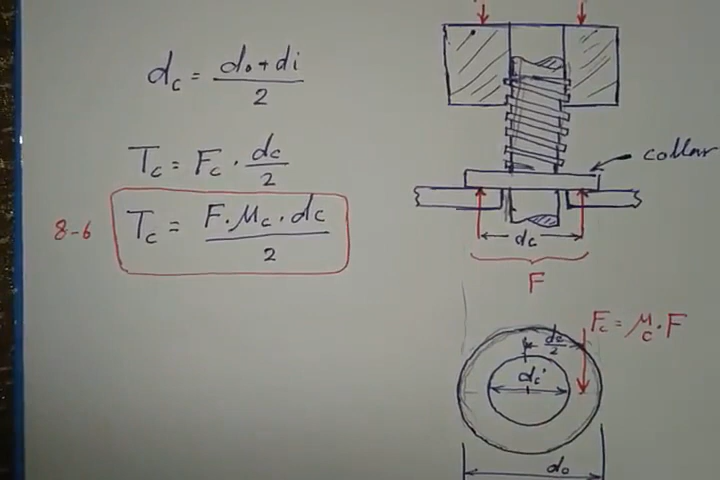 dc = do + di / 2
Tc = Fc · dc / 2
8-6 Tc = F · μc · dc / 2
collar
dc
F
Fc = μc · F
dc / 2
di
do